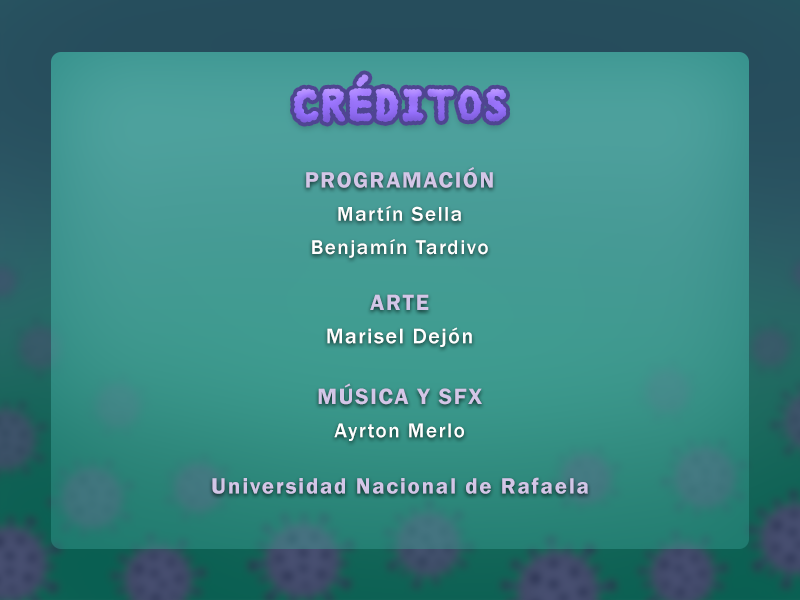 CRÉDITOS
PROGRAMACIÓN
Martín Sella
Benjamín Tardivo
ARTE
Marisel Dejón
MÚSICA Y SFX
Ayrton Merlo
Universidad Nacional de Rafaela